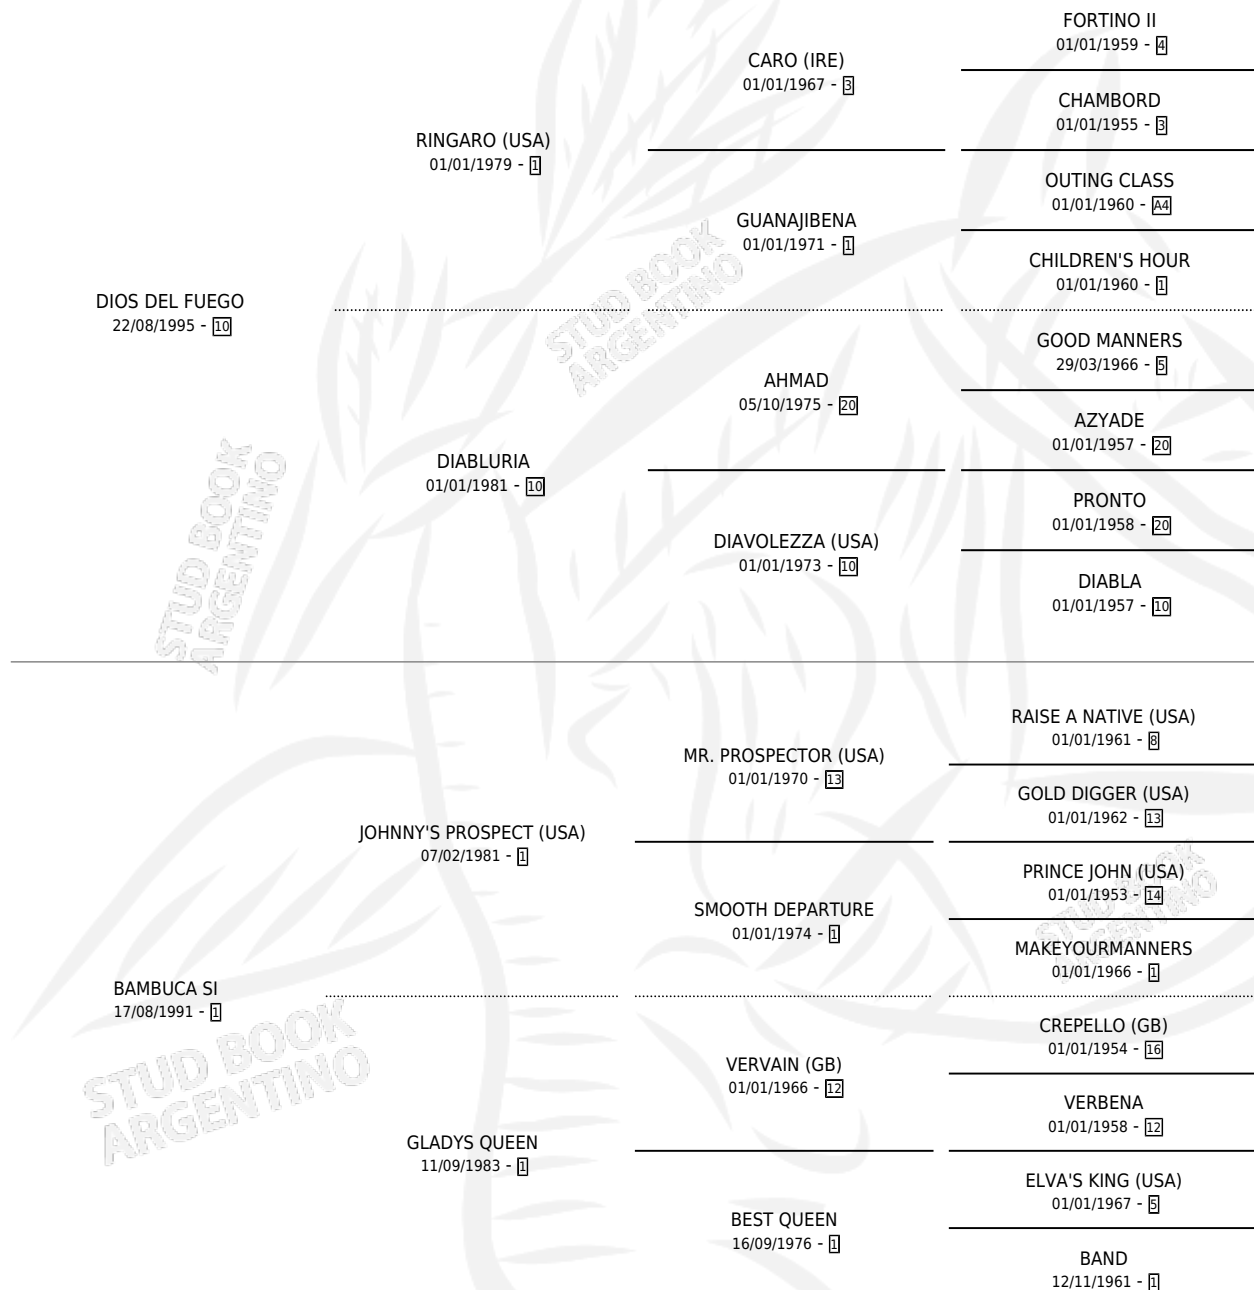 FORTINO II
01/01/1959 - 4
CARO (IRE)
01/01/1967 - 3
CHAMBORD
01/01/1955 - 3
RINGARO (USA)
01/01/1979 - 1
OUTING CLASS
01/01/1960 - A4
GUANAJIBENA
01/01/1971 - 1
CHILDREN'S HOUR
01/01/1960 - 1
DIOS DEL FUEGO
22/08/1995 - 10
GOOD MANNERS
29/03/1966 - 5
AHMAD
05/10/1975 - 20
AZYADE
01/01/1957 - 20
DIABLURIA
01/01/1981 - 10
PRONTO
01/01/1958 - 20
DIAVOLEZZA (USA)
01/01/1973 - 10
DIABLA
01/01/1957 - 10
RAISE A NATIVE (USA)
01/01/1961 - 8
MR. PROSPECTOR (USA)
01/01/1970 - 13
GOLD DIGGER (USA)
01/01/1962 - 13
JOHNNY'S PROSPECT (USA)
07/02/1981 - 1
PRINCE JOHN (USA)
01/01/1953 - 14
SMOOTH DEPARTURE
01/01/1974 - 1
MAKEYOURMANNERS
01/01/1966 - 1
BAMBUCA SI
17/08/1991 - 1
CREPELLO (GB)
01/01/1954 - 16
VERVAIN (GB)
01/01/1966 - 12
VERBENA
01/01/1958 - 12
GLADYS QUEEN
11/09/1983 - 1
ELVA'S KING (USA)
01/01/1967 - 5
BEST QUEEN
16/09/1976 - 1
BAND
12/11/1961 - 1
STUD BOOK
ARGENTINO
STUD BOOK
ARGENTINO
STUD BOOK
ARGENTINO
STUD BOOK
ARGENTINO